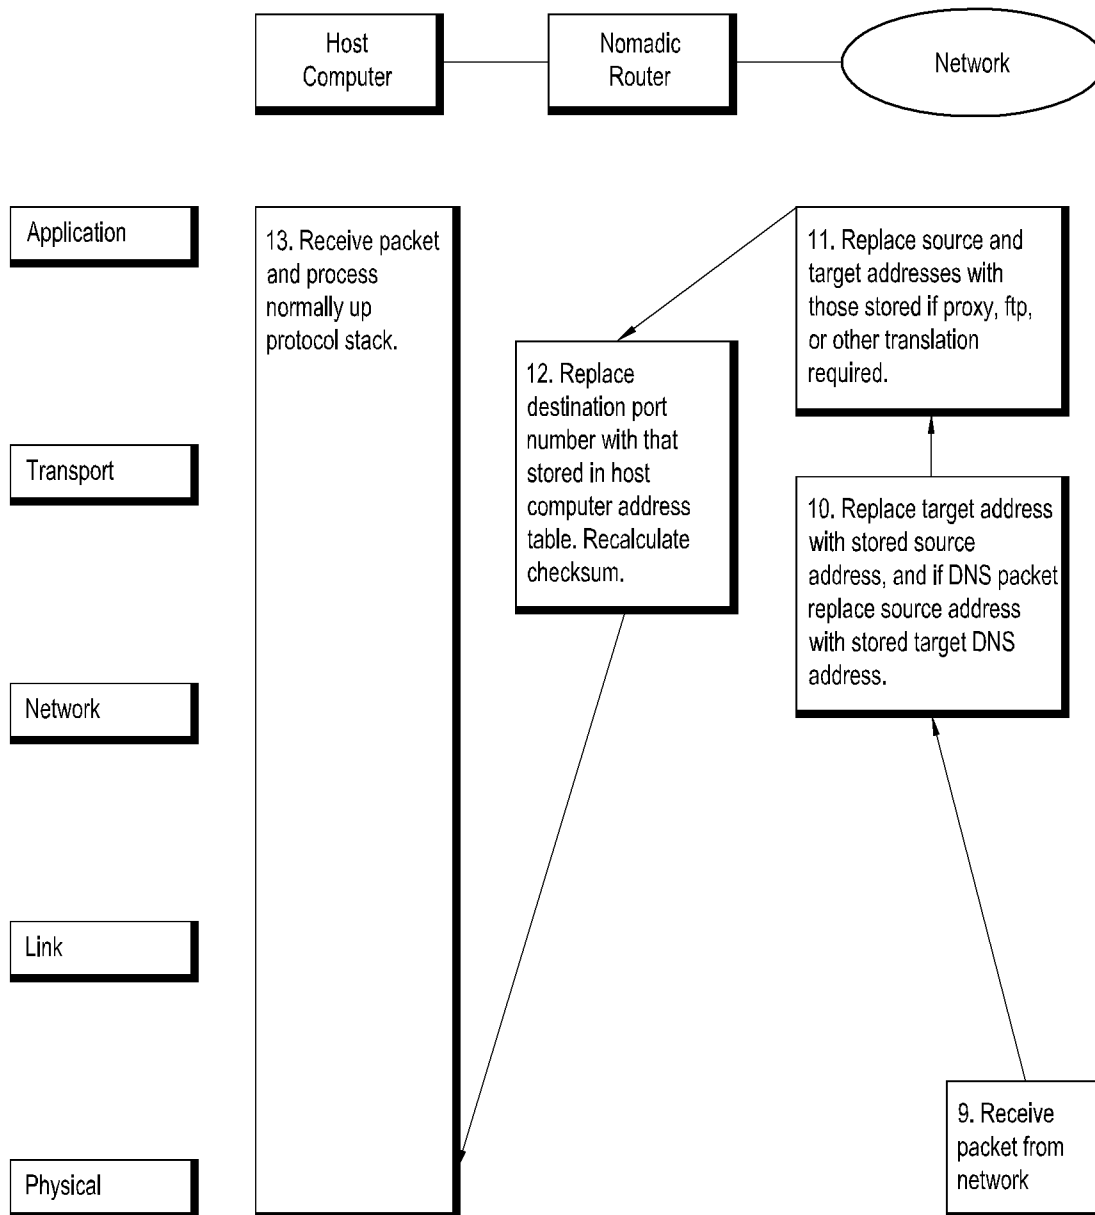 Host
Computer
Nomadic
Router
Network
Application
13. Receive packet
and process
normally up
protocol stack.
11. Replace source and
target addresses with
those stored if proxy, ftp,
or other translation
required.
12. Replace
destination port
number with that
stored in host
computer address
table. Recalculate
checksum.
Transport
10. Replace target address
with stored source
address, and if DNS packet
replace source address
with stored target DNS
address.
Network
Link
9. Receive
packet from
network
Physical